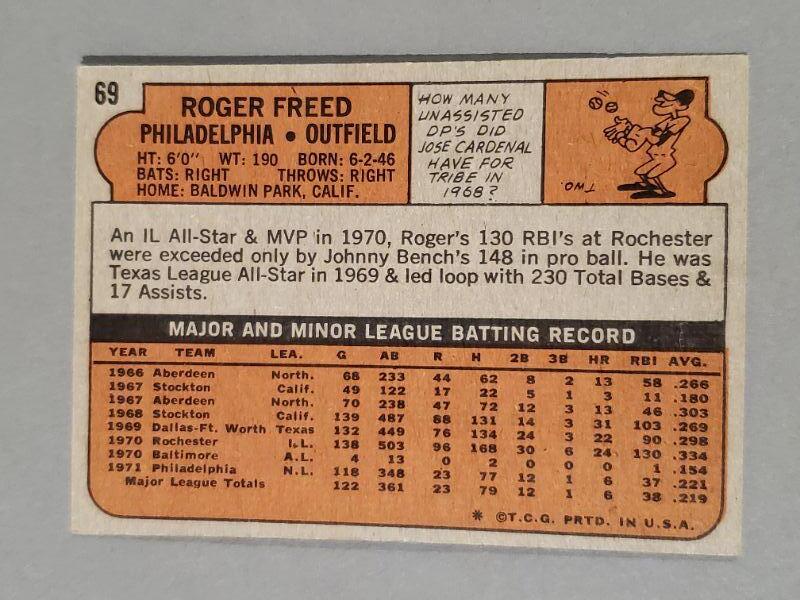 69
ROGER FREED
PHILADELPHIA • OUTFIELD
HT: 6'0" WT: 190 BORN: 6-2-46
BATS: RIGHT THROWS: RIGHT
HOME: BALDWIN PARK, CALIF.
HOW MANY
UNASSISTED
DP'S DID
JOSE CARDENAL
HAVE FOR
TRIBE IN
1968?
TWO.
An IL All-Star & MVP in 1970, Roger's 130 RBI's at Rochester
were exceeded only by Johnny Bench's 148 in pro ball. He was
Texas League All-Star in 1969 & led loop with 230 Total Bases &
17 Assists.
MAJOR AND MINOR LEAGUE BATTING RECORD
YEAR TEAM LEA. G AB R H 2B 3B HR RBI AVG.
1966 Aberdeen North. 68 233 44 62 8 2 13 58 .266
1967 Stockton Calif. 49 122 17 22 5 1 3 11 .180
1967 Aberdeen North. 70 238 47 72 12 3 13 46 .303
1968 Stockton Calif. 139 487 88 131 14 3 31 103 .269
1969 Dallas-Ft. Worth Texas 132 449 76 134 24 3 22 90 .298
1970 Rochester I.L. 138 503 96 168 30 6 24 130 .334
1970 Baltimore A.L. 4 13 0 2 0 0 0 1 .154
1971 Philadelphia N.L. 118 348 23 77 12 1 6 37 .221
Major League Totals 122 361 23 79 12 1 6 38 .219
* ©T.C.G. PRTD. IN U.S.A.